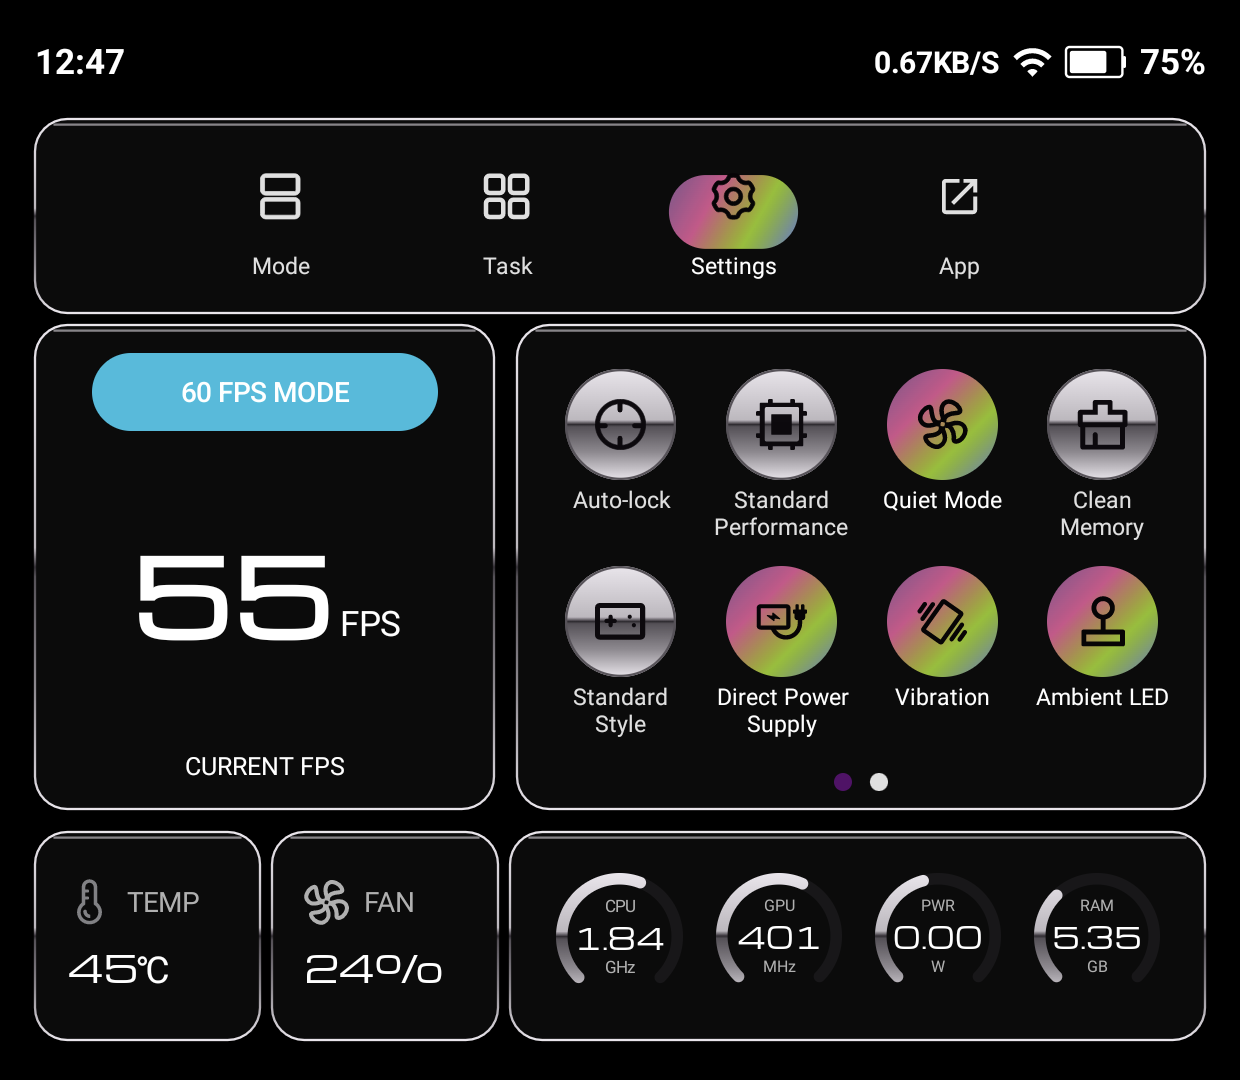 12:47
0.67KB/S 75%
Mode Task Settings App
60 FPS MODE
55 FPS
CURRENT FPS
Auto-lock
Standard
Performance
Quiet Mode
Clean
Memory
Standard
Style
Direct Power
Supply
Vibration
Ambient LED
TEMP
45℃
FAN
24%
CPU
1.84
GHz
GPU
401
MHz
PWR
0.00
W
RAM
5.35
GB